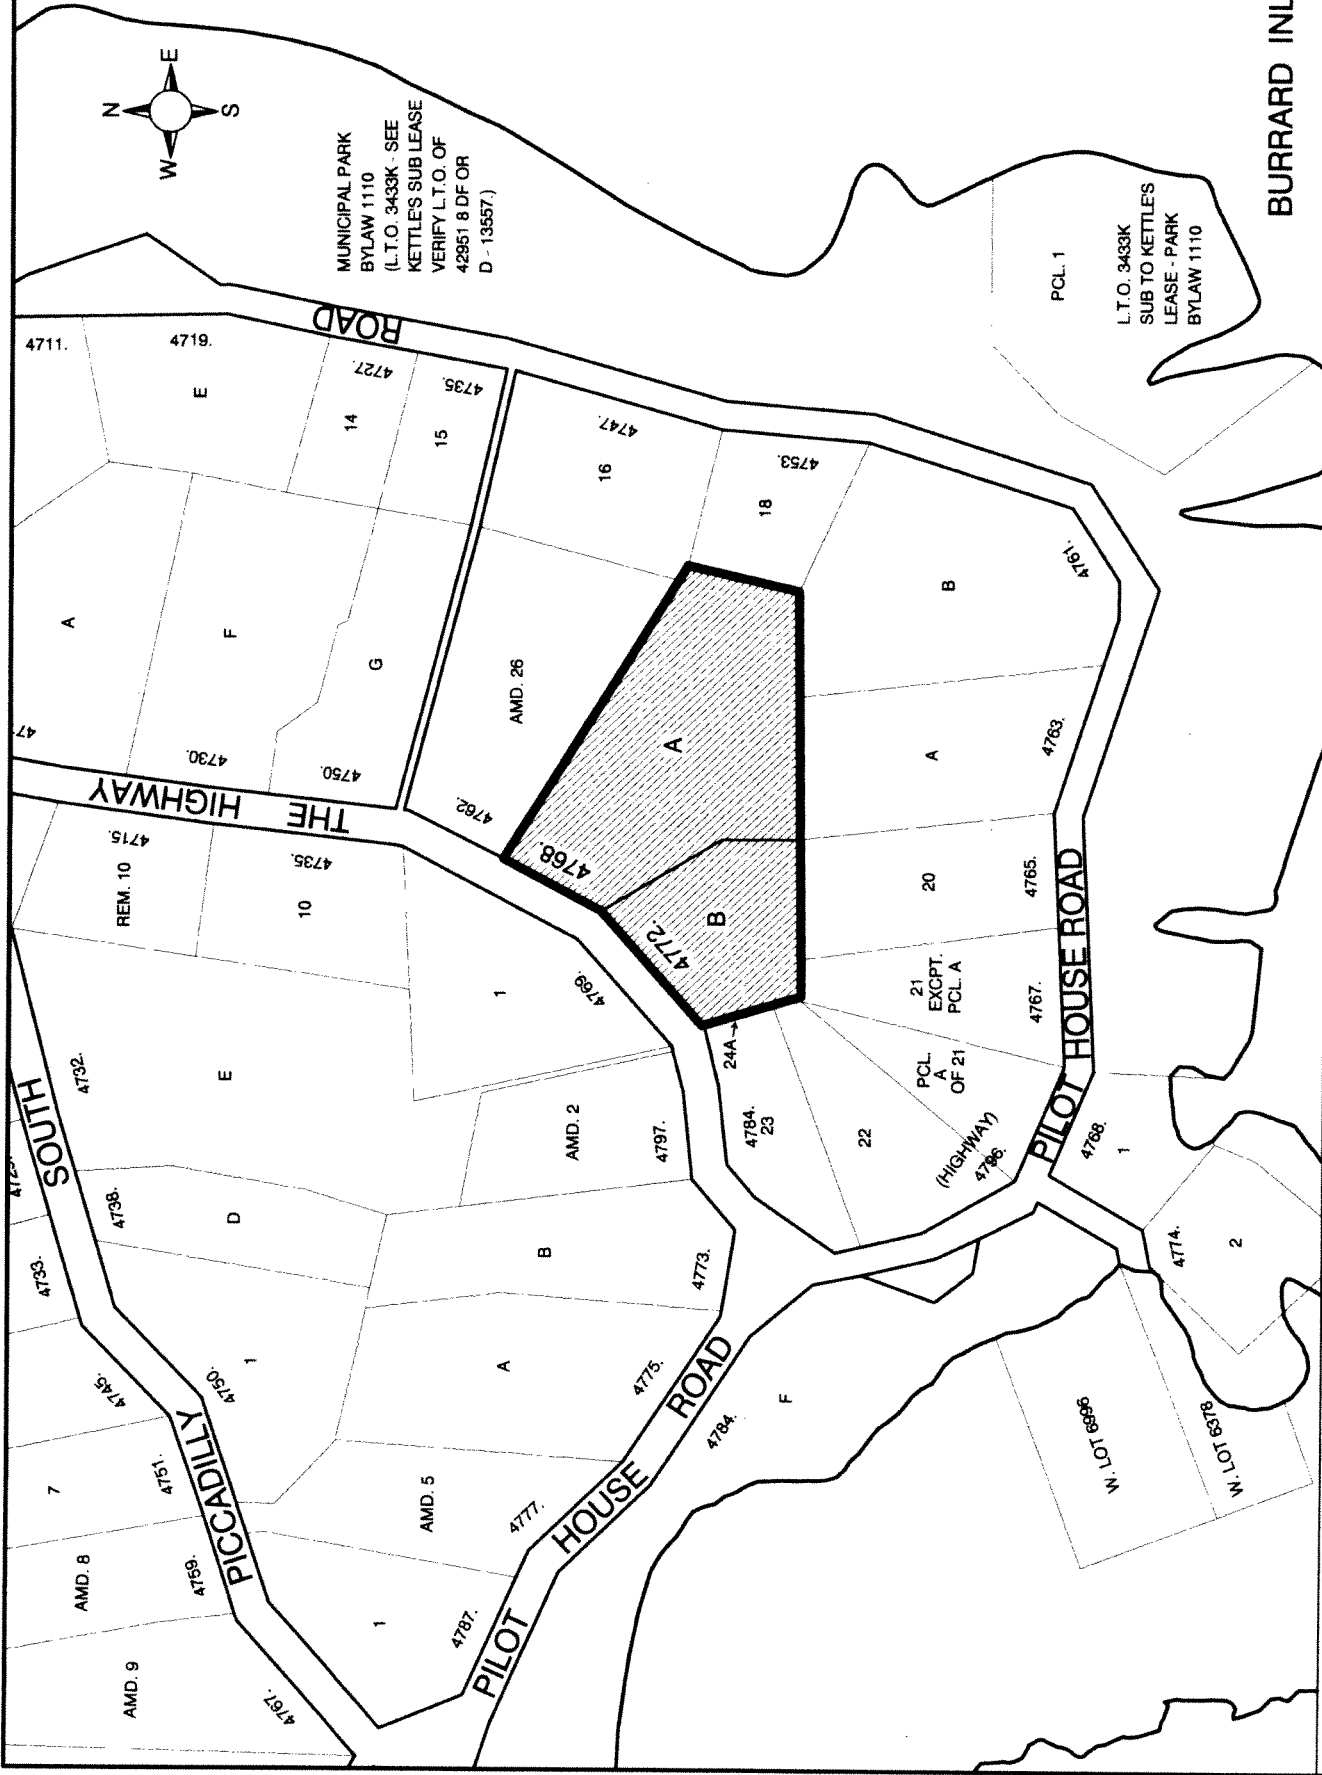 N
W
E
S
MUNICIPAL PARK
BYLAW 1110
(L.T.O. 3433K - SEE
KETTLE'S SUB LEASE
VERIFY L.T.O. OF
42951 8 DF OR
D - 13557.)
BURRARD INL
PCL. 1
L.T.O. 3433K
SUB TO KETTLE'S
LEASE - PARK
BYLAW 1110
ROAD
4711.
4719.
E
14
4727.
15
4735.
A
F
G
4730.
4750.
THE HIGHWAY
16
4747.
18
4753.
AMD. 26
4762.
A
4768.
B
4772.
24A
B
4761.
A
4763.
20
4765.
21
EXCPT.
PCL. A
4767.
PCL.
A
OF 21
PILOT HOUSE ROAD
REM. 10
4715.
10
4735.
1
4769.
E
4732.
AMD. 2
4797.
4784.
23
22
(HIGHWAY)
4796.
4768.
1
4774.
2
SOUTH
4733.
4738.
D
B
4773.
4745.
4750.
1
A
4775.
4784.
F
7
4751.
AMD. 5
4777.
AMD. 8
4759.
PICCADILLY
1
4787.
AMD. 9
4767.
PILOT HOUSE ROAD
W. LOT 6996
W. LOT 6378